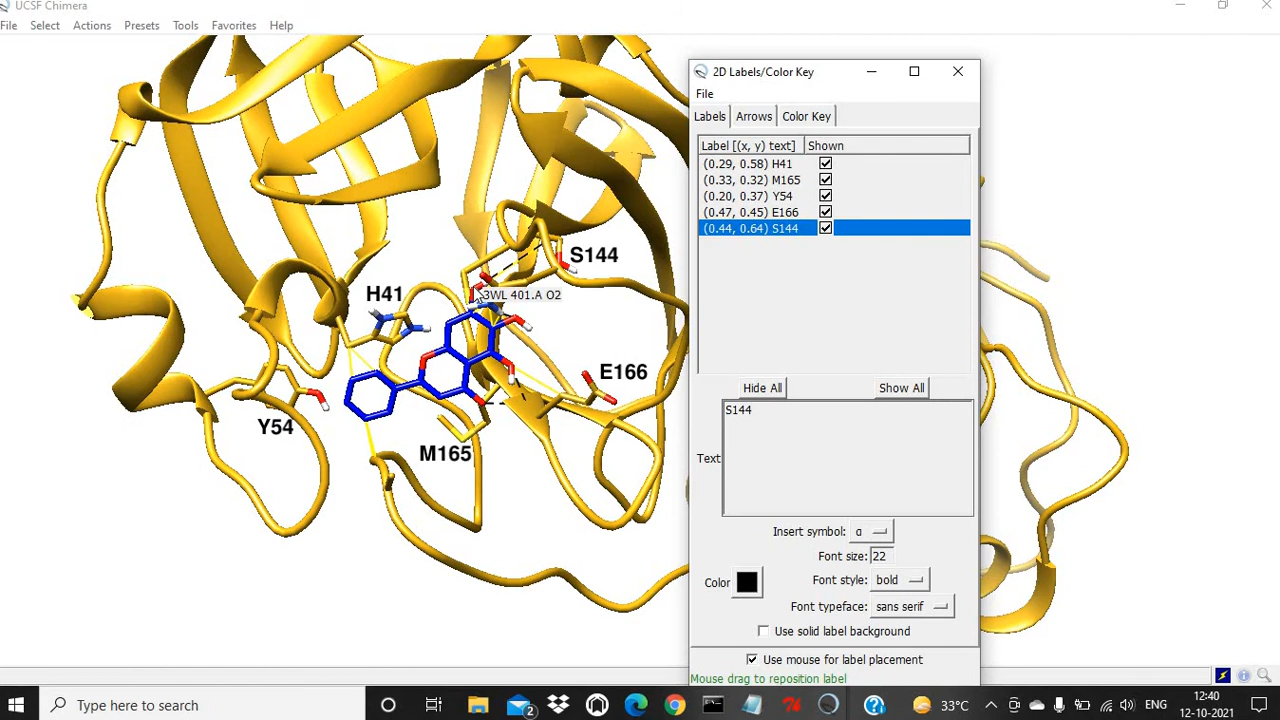 UCSF Chimera
File Select Actions Presets Tools Favorites Help
2D Labels/Color Key
File
Labels Arrows Color Key
Label [(x, y) text] Shown
(0.29, 0.58) H41
(0.33, 0.32) M165
(0.20, 0.37) Y54
(0.47, 0.45) E166
(0.44, 0.64) S144
Hide All Show All
Text
S144
Insert symbol: α
Font size: 22
Color
Font style: bold
Font typeface: sans serif
Use solid label background
Use mouse for label placement
Mouse drag to reposition label
S144
H41
3WL 401.A O2
E166
Y54
M165
Type here to search
2
33°C
ENG
12:40
12-10-2021